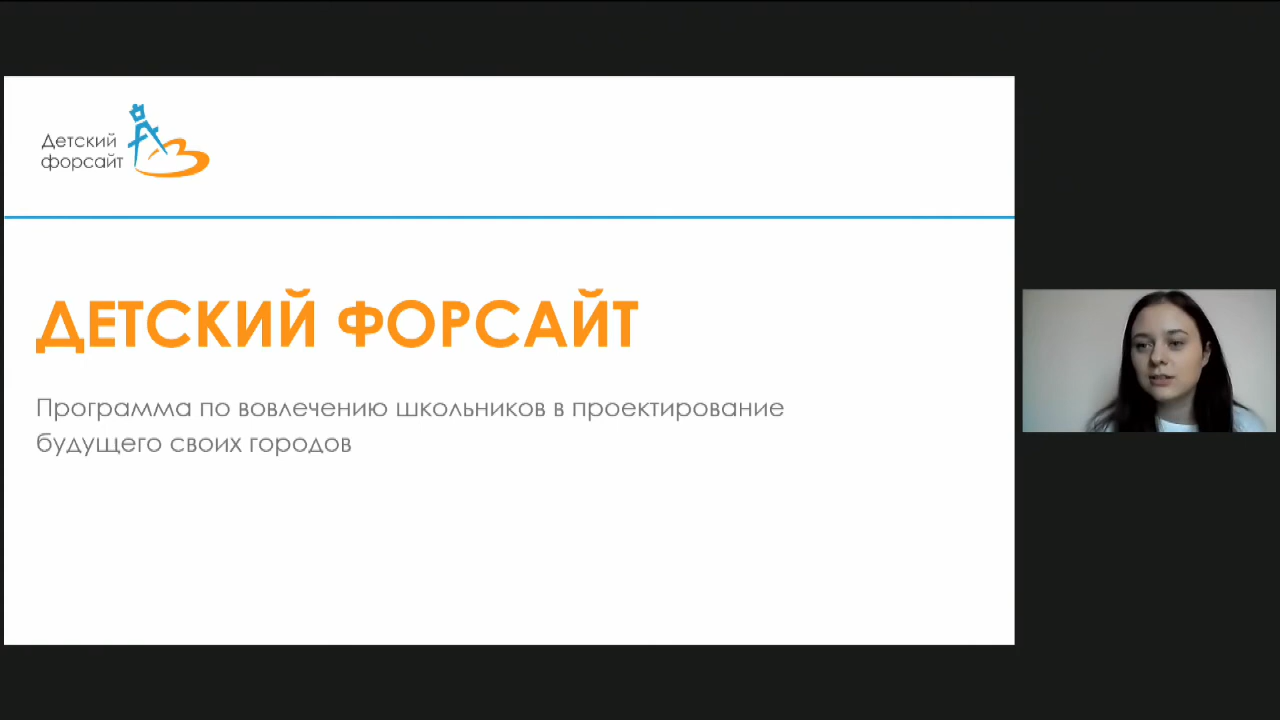 Детский
форсайт
ДЕТСКИЙ ФОРСАЙТ
Программа по вовлечению школьников в проектирование
будущего своих городов